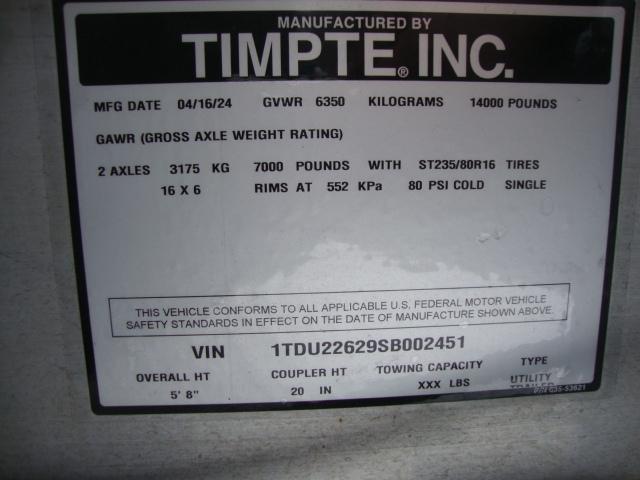 MANUFACTURED BY
TIMPTE® INC.
MFG DATE 04/16/24 GVWR 6350 KILOGRAMS 14000 POUNDS
GAWR (GROSS AXLE WEIGHT RATING)
2 AXLES 3175 KG 7000 POUNDS WITH ST235/80R16 TIRES
16 X 6 RIMS AT 552 KPa 80 PSI COLD SINGLE
THIS VEHICLE CONFORMS TO ALL APPLICABLE U.S. FEDERAL MOTOR VEHICLE
SAFETY STANDARDS IN EFFECT ON THE DATE OF MANUFACTURE SHOWN ABOVE.
VIN 1TDU22629SB002451
OVERALL HT COUPLER HT TOWING CAPACITY TYPE
5' 8" 20 IN XXX LBS UTILITY
TRAILER